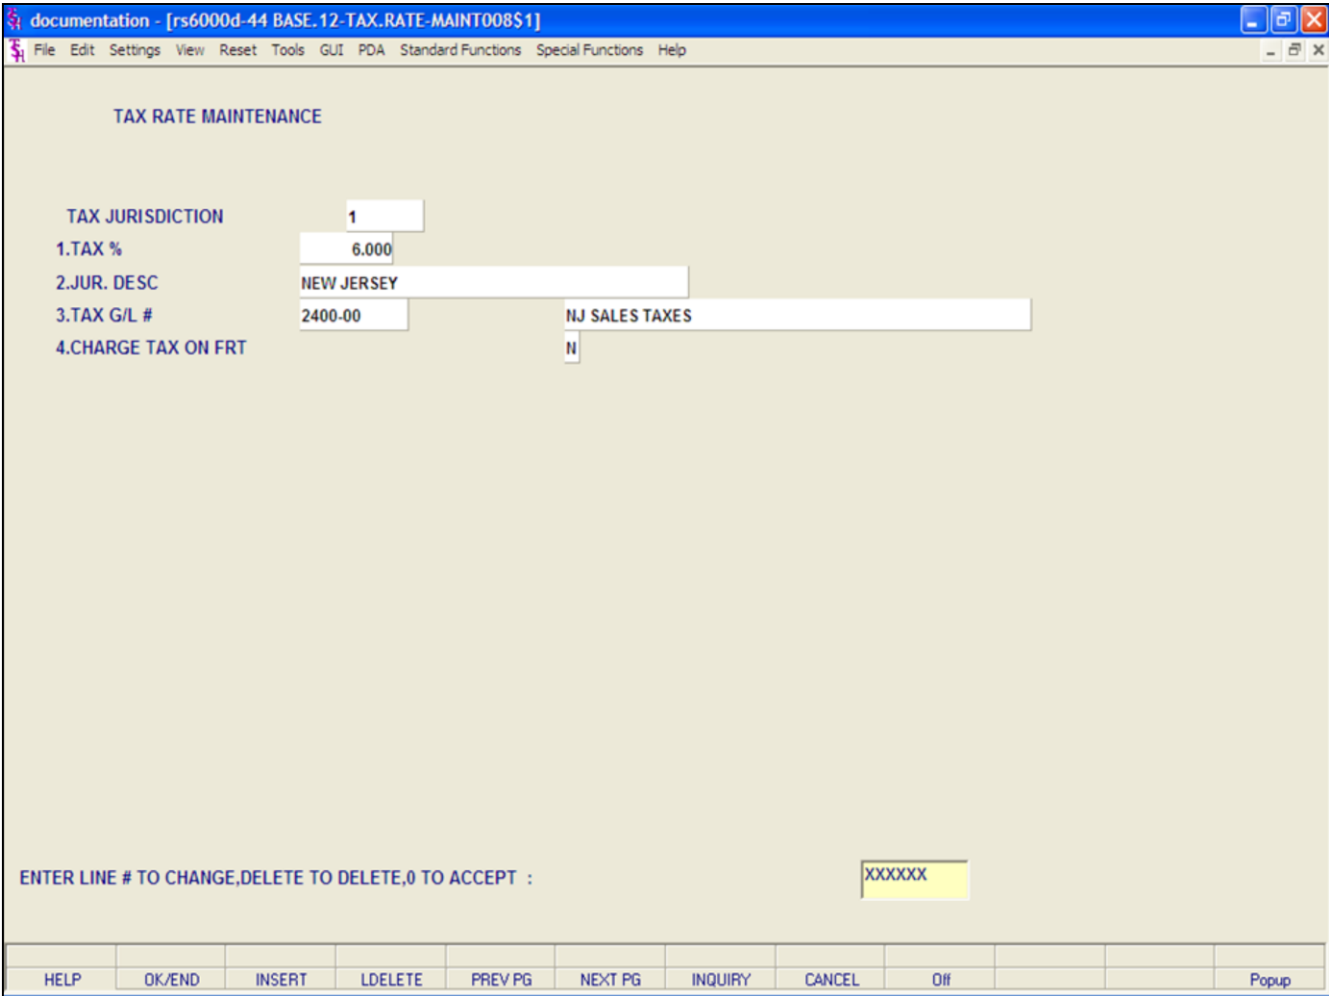 documentation - [rs6000d-44 BASE.12-TAX.RATE-MAINT008$1]
File Edit Settings View Reset Tools GUI PDA Standard Functions Special Functions Help
TAX RATE MAINTENANCE
TAX JURISDICTION 1
1.TAX % 6.000
2.JUR. DESC NEW JERSEY
3.TAX G/L # 2400-00 NJ SALES TAXES
4.CHARGE TAX ON FRT N
ENTER LINE # TO CHANGE,DELETE TO DELETE,0 TO ACCEPT : XXXXXX
HELP OK/END INSERT LDELETE PREV PG NEXT PG INQUIRY CANCEL Off Popup